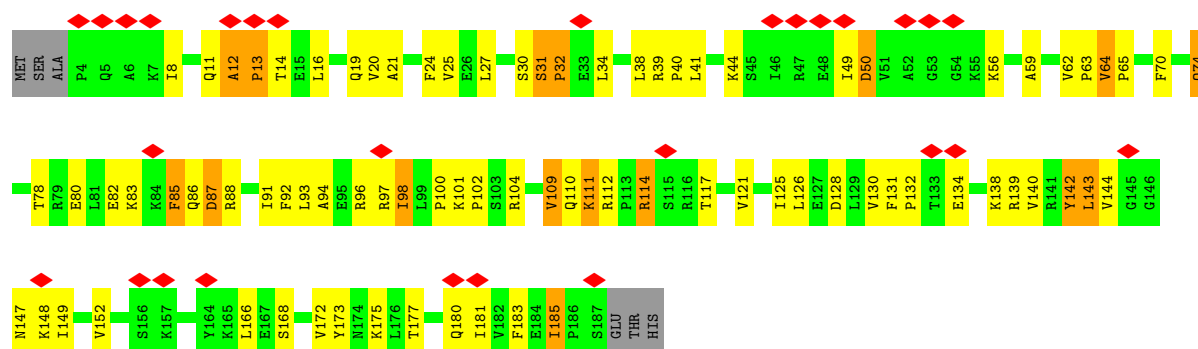 MET SER ALA P4 Q5 A6 K7 I8 Q11 A12 P13 T14 E15 L16 Q19 V20 A21 F24 V25 E26 L27 S30 S31 P32 E33 L34 L38 R39 P40 L41 K44 S45 I46 R47 E48 I49 D50 V51 A52 G53 G54 K55 K56 A59 V62 P63 V64 P65 F70
T78 R79 E80 L81 E82 K83 K84 F85 Q86 D87 R88 I91 F92 L93 A94 E95 R96 R97 I98 L99 P100 K101 P102 S103 R104 V109 Q110 K111 R112 P113 R114 S115 R116 T117 V121 I125 L126 E127 D128 L129 V130 F131 P132 T133 E134 K138 R139 V140 R141 Y142 L143 V144 G145 G146
N147 K148 I149 V152 S156 K157 Y164 K165 L166 E167 S168 V172 Y173 N174 K175 L176 T177 Q180 I181 V182 F183 E184 I185 P186 S187 GLU THR HIS